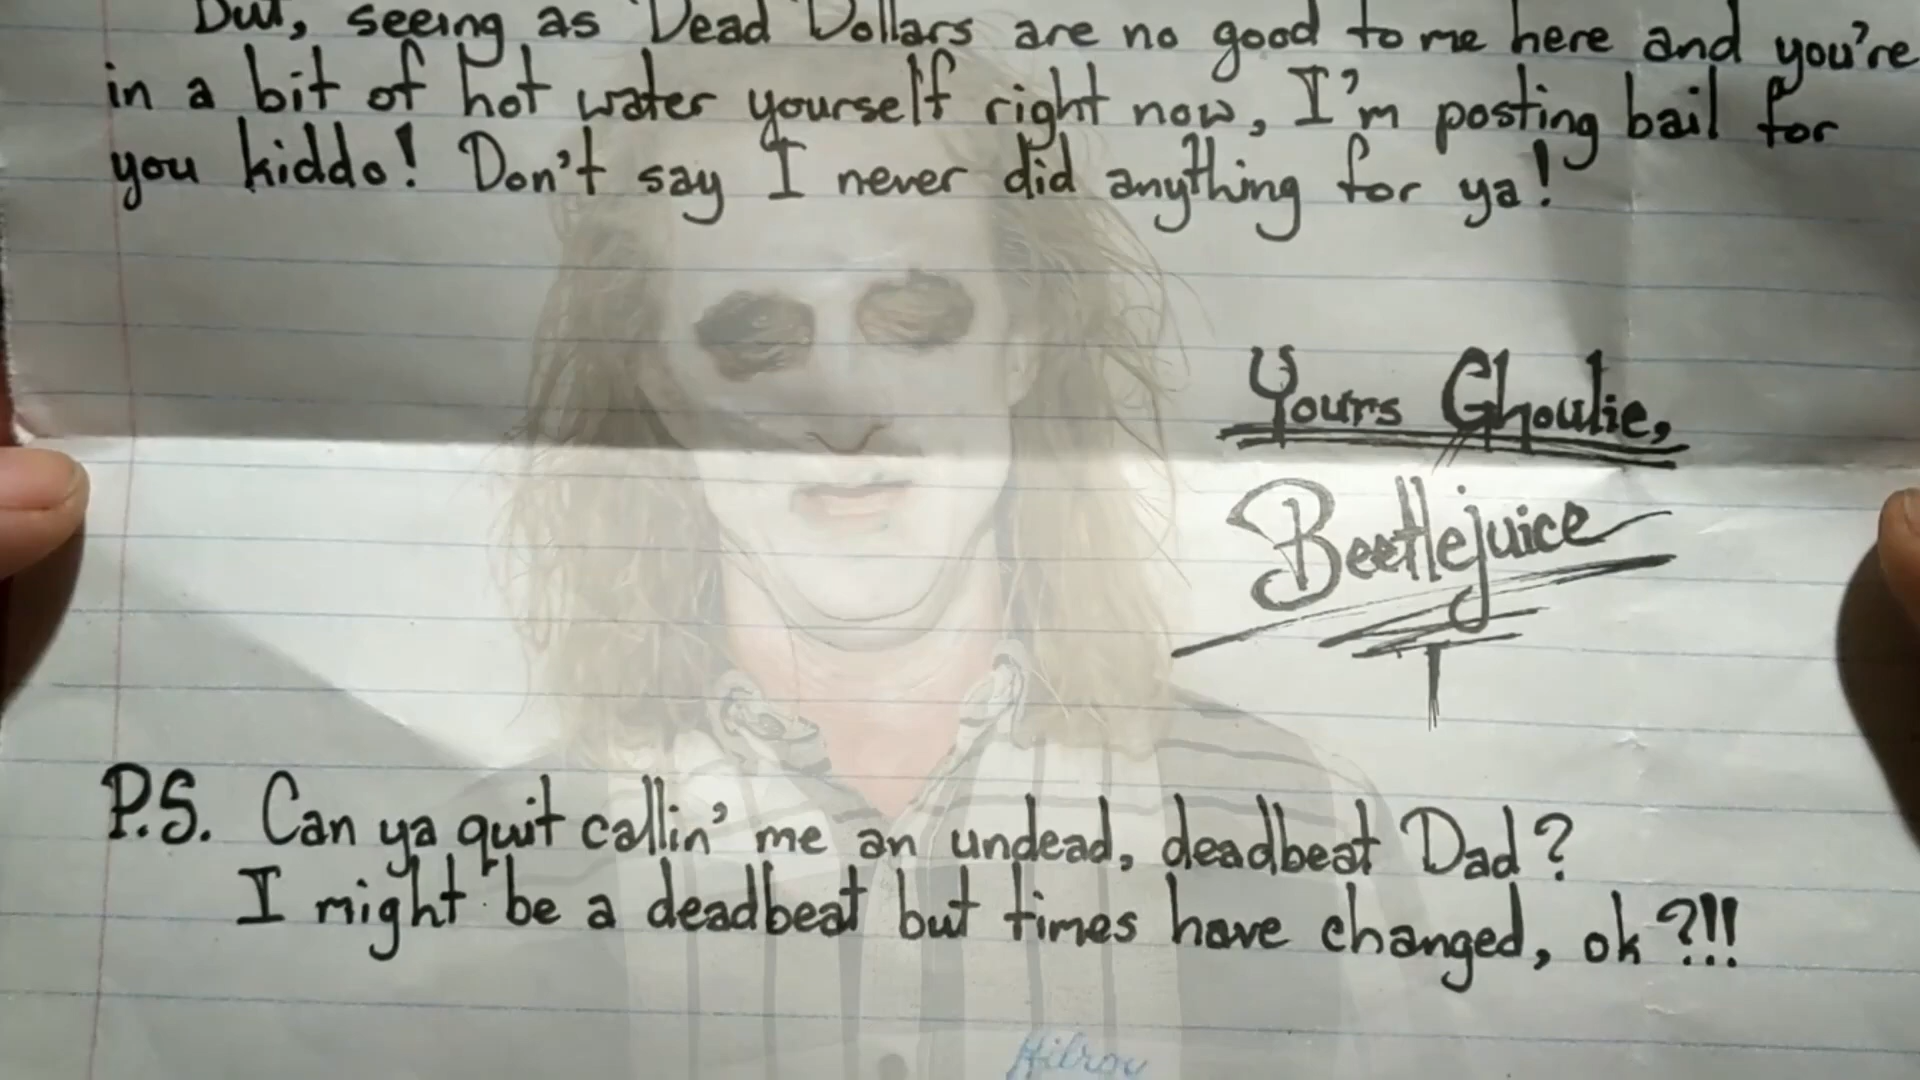 But, seeing as Dead Dollars are no good to me here and you're
in a bit of hot water yourself right now, I'm posting bail for
you kiddo! Don't say I never did anything for ya!
Yours Ghoulie,
Beetlejuice
P.S. Can ya quit callin' me an undead, deadbeat Dad?
I might be a deadbeat but times have changed, ok?!!!
Hilroy